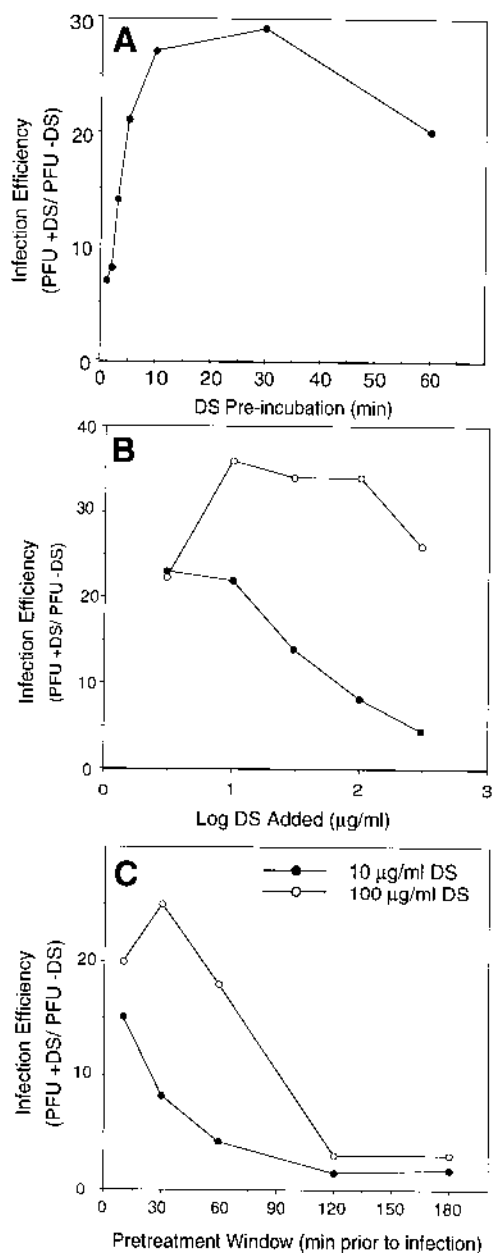 A
30
20
10
0
Infection Efficiency
(PFU +DS/ PFU -DS)
0 10 20 30 40 50 60
DS Pre-incubation (min)
B
40
30
20
10
0
Infection Efficiency
(PFU +DS/ PFU -DS)
0 1 2 3
Log DS Added (µg/ml)
C
10 µg/ml DS
100 µg/ml DS
20
10
0
Infection Efficiency
(PFU +DS/ PFU -DS)
0 30 60 90 120 150 180
Pretreatment Window (min prior to infection)